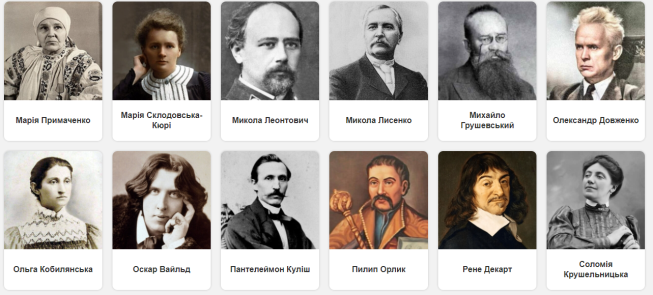 Марія Примаченко
Марія Склодовська-
Кюрі
Микола Леонтович
Микола Лисенко
Михайло
Грушевський
Олександр Довженко
Ольга Кобилянська
Оскар Вайльд
Пантелеймон Куліш
Пилип Орлик
Рене Декарт
Соломія
Крушельницька